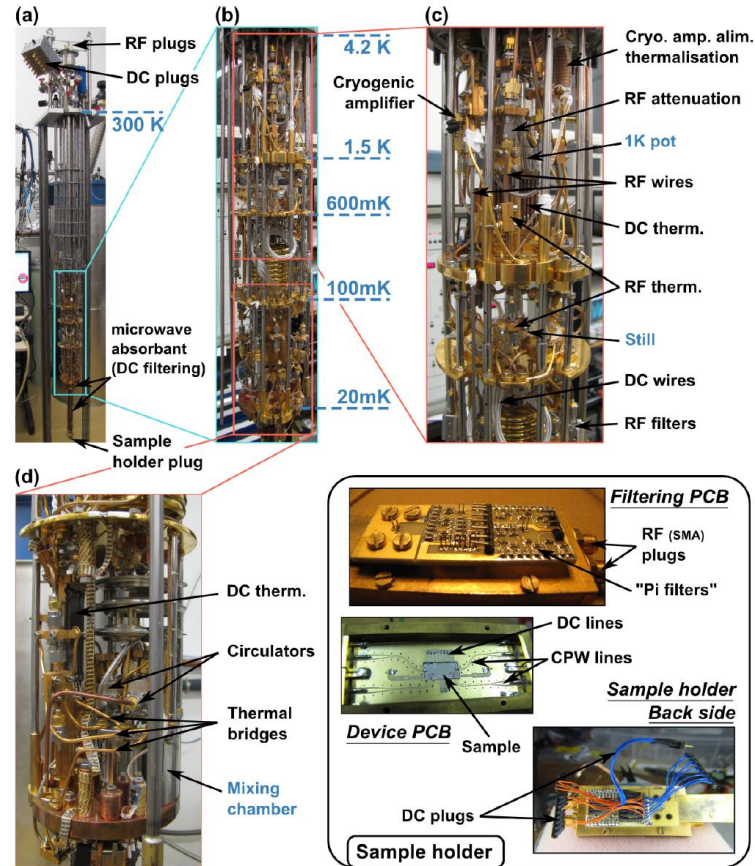 (a)
RF plugs
DC plugs
300 K
microwave
absorbant
(DC filtering)
Sample
holder plug
(b)
4.2 K
1.5 K
600mK
100mK
20mK
(c)
Cryo. amp. alim.
thermalisation
Cryogenic
amplifier
RF attenuation
1K pot
RF wires
DC therm.
RF therm.
Still
DC wires
RF filters
(d)
DC therm.
Circulators
Thermal
bridges
Mixing
chamber
Filtering PCB
RF (SMA)
plugs
"Pi filters"
DC lines
CPW lines
Sample holder
Back side
Device PCB
Sample
DC plugs
Sample holder